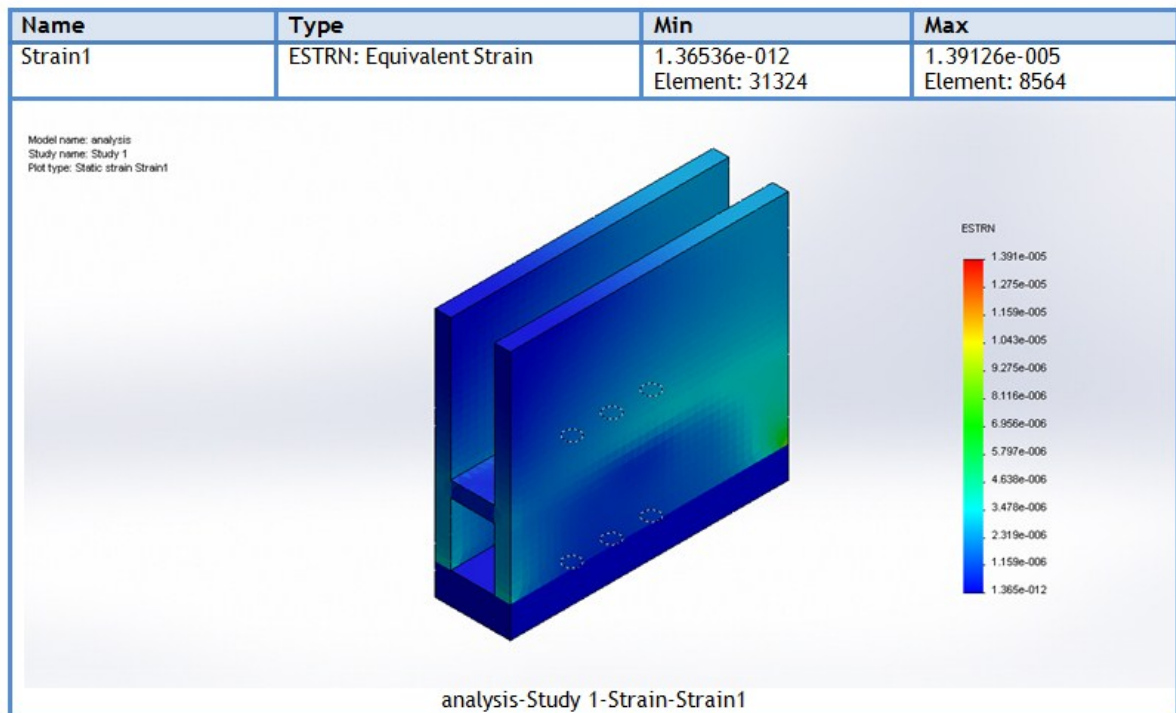 Name Type Min Max
Strain1 ESTRN: Equivalent Strain 1.36536e-012 1.39126e-005
Element: 31324 Element: 8564
Model name: analysis
Study name: Study 1
Plot type: Static strain Strain1
ESTRN
1.391e-005
1.275e-005
1.159e-005
1.043e-005
9.275e-006
8.116e-006
6.956e-006
5.797e-006
4.638e-006
3.478e-006
2.319e-006
1.159e-006
1.365e-012
analysis-Study 1-Strain-Strain1